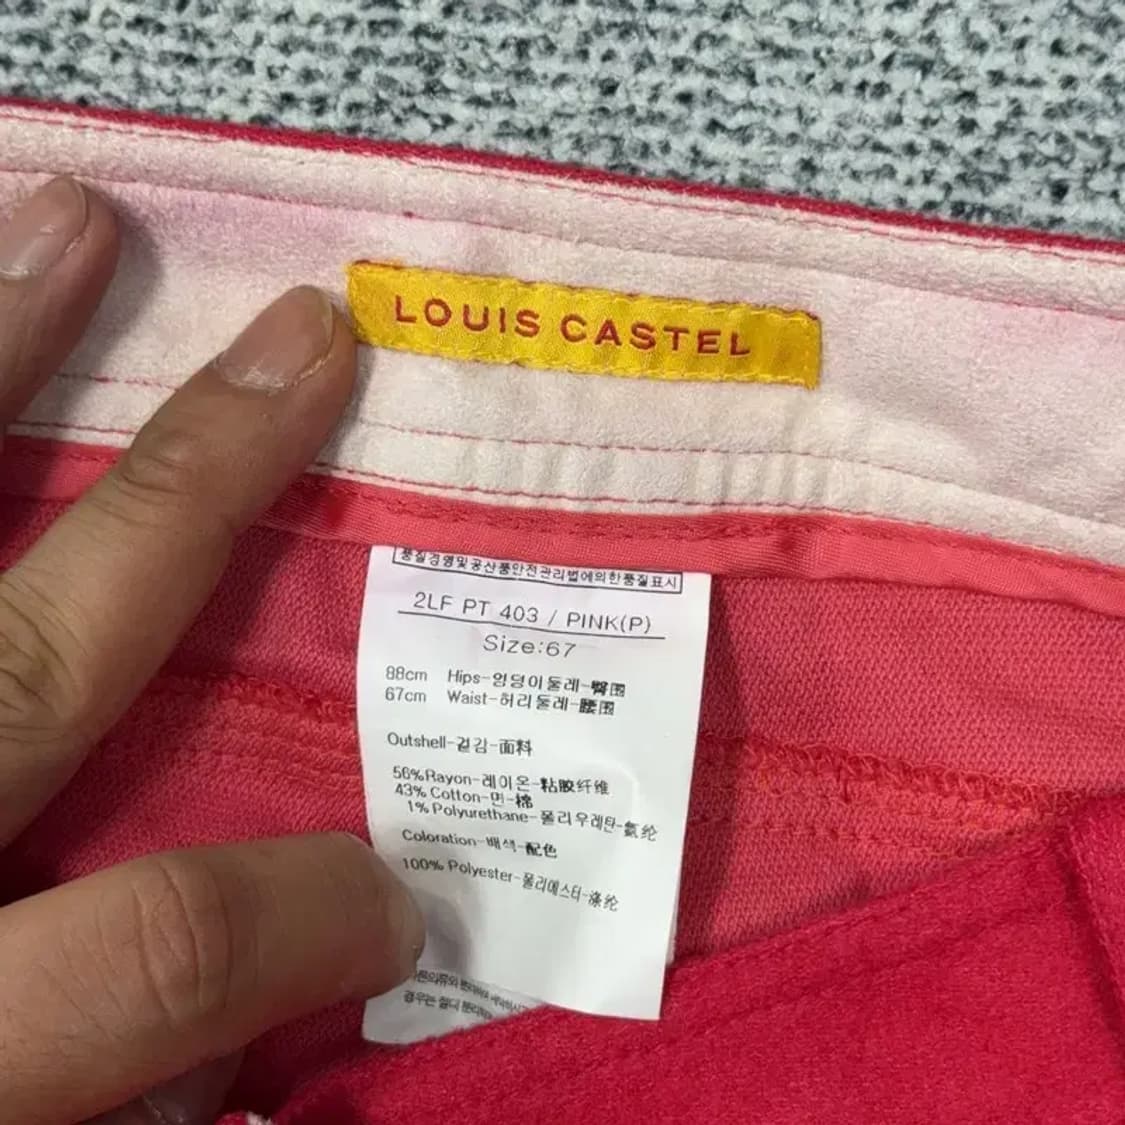 LOUIS CASTEL
품질경영및공산품안전관리법에의한품질표시
2LF PT 403 / PINK(P)
Size:67
88cm Hips-엉덩이둘레-臀围
67cm Waist-허리둘레-腰围
Outshell-겉감-面料
56%Rayon-레이온-粘胶纤维
43% Cotton-면-棉
1% Polyurethane-폴리우레탄-氨纶
Coloration-배색-配色
100% Polyester-폴리에스터-涤纶